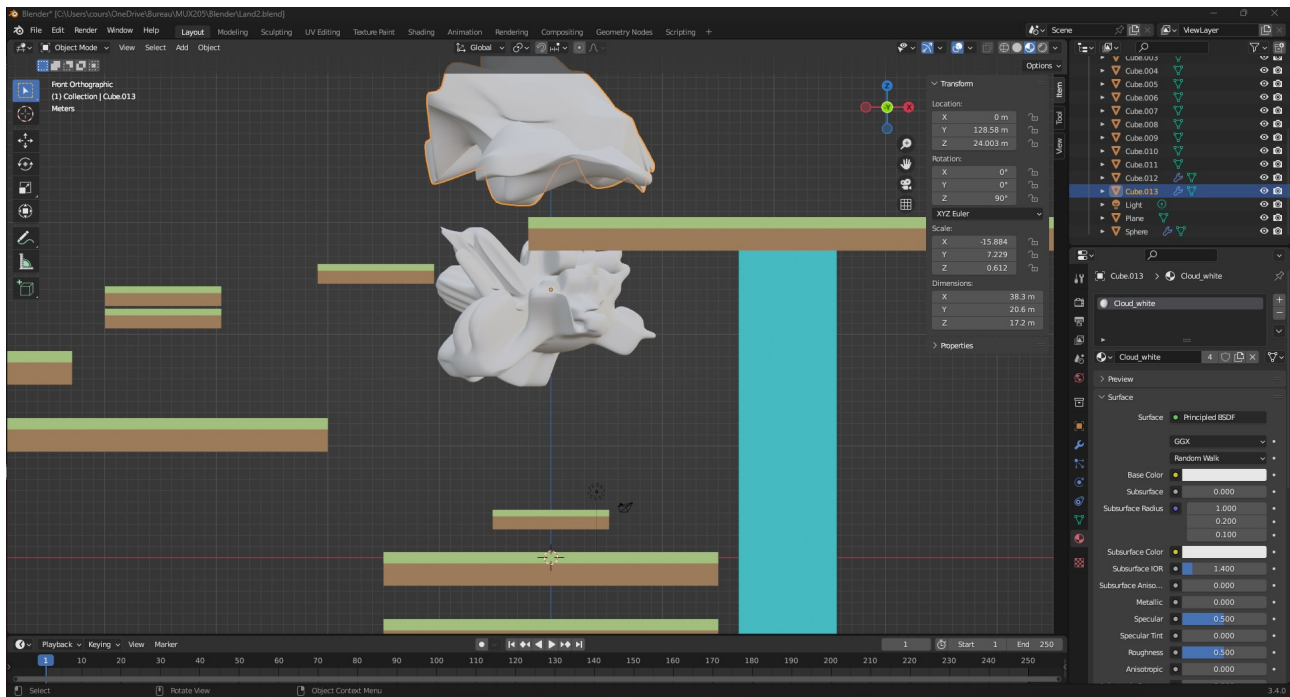 Blender* [C:\Users\cours\OneDrive\Bureau\MUX205\Blender\Land2.blend]
File Edit Render Window Help Layout Modeling Sculpting UV Editing Texture Paint Shading Animation Rendering Compositing Geometry Nodes Scripting + Scene ViewLayer
Object Mode View Select Add Object Global
Options
Front Orthographic
(1) Collection | Cube.013
Meters
Transform
Location:
X 0 m
Y 128.58 m
Z 24.003 m
Rotation:
X 0°
Y 0°
Z 90°
XYZ Euler
Scale:
X -15.884
Y 7.229
Z 0.612
Dimensions:
X 38.3 m
Y 20.6 m
Z 17.2 m
Properties
Item
Tool
View
Z
-Y
X
Cube.003
Cube.004
Cube.005
Cube.006
Cube.007
Cube.008
Cube.009
Cube.010
Cube.011
Cube.012
Cube.013
Light
Plane
Sphere
Cube.013 > Cloud_white
Cloud_white
Cloud_white 4
Preview
Surface
Surface Principled BSDF
GGX
Random Walk
Base Color
Subsurface 0.000
Subsurface Radius 1.000
0.200
0.100
Subsurface Color
Subsurface IOR 1.400
Subsurface Aniso... 0.000
Metallic 0.000
Specular 0.500
Specular Tint 0.000
Roughness 0.500
Anisotropic 0.000
Playback Keying View Marker 1 Start 1 End 250
1 10 20 30 40 50 60 70 80 90 100 110 120 130 140 150 160 170 180 190 200 210 220 230 240 250
Select Rotate View Object Context Menu 3.4.0